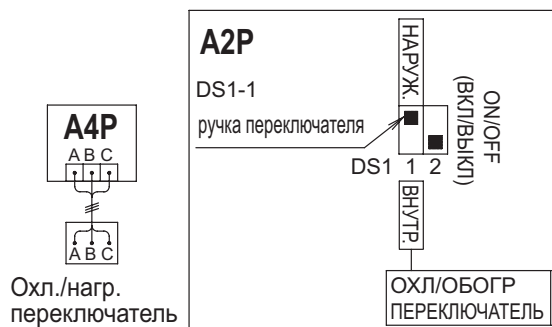 A4P
A B C
A B C
Охл./нагр.
переключатель
A2P
DS1-1
ручка переключателя
НАРУЖ.
ON/OFF
(ВКЛ/ВЫКЛ)
DS1 1 2
ВНУТР.
ОХЛ/ОБОГР
ПЕРЕКЛЮЧАТЕЛЬ